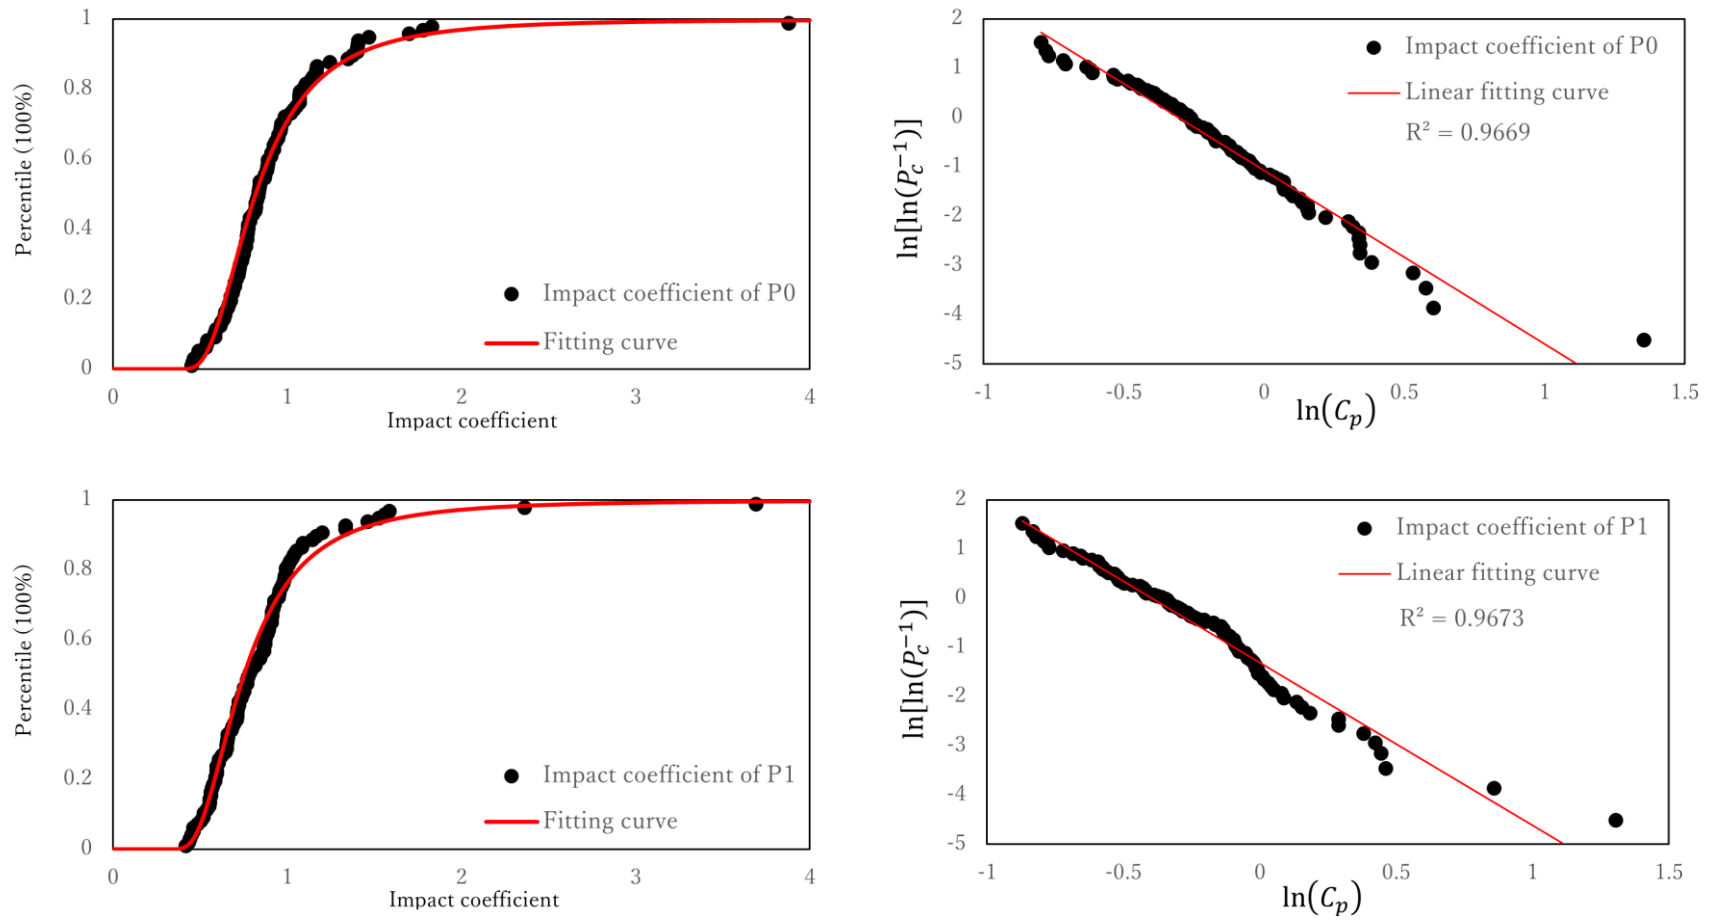 Percentile (100%)
1
0.8
0.6
0.4
0.2
0
0 1 2 3 4
Impact coefficient
Impact coefficient of P0
Fitting curve
ln[ln(P_c^{-1})]
2
1
0
-1
-2
-3
-4
-5
-1 -0.5 0 0.5 1 1.5
ln(C_p)
Impact coefficient of P0
Linear fitting curve
R² = 0.9669
Percentile (100%)
1
0.8
0.6
0.4
0.2
0
0 1 2 3 4
Impact coefficient
Impact coefficient of P1
Fitting curve
ln[ln(P_c^{-1})]
2
1
0
-1
-2
-3
-4
-5
-1 -0.5 0 0.5 1 1.5
ln(C_p)
Impact coefficient of P1
Linear fitting curve
R² = 0.9673